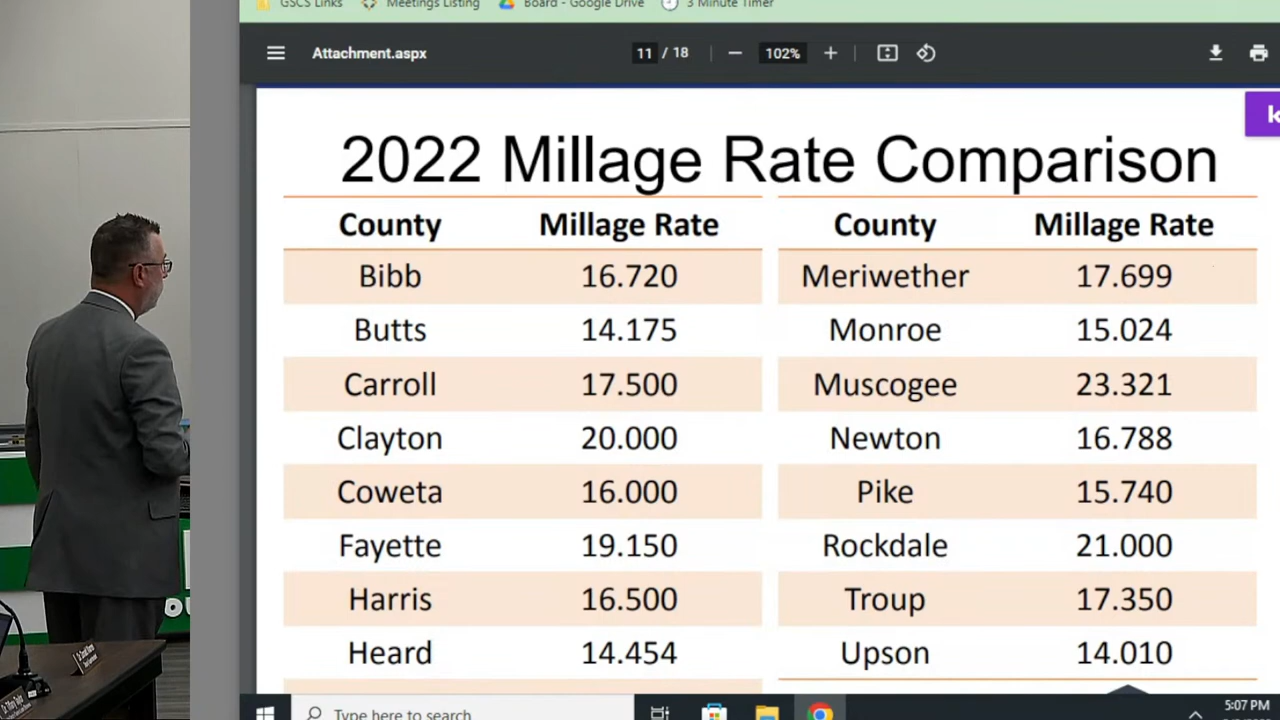 GSCS Links Meetings Listing Board - Google Drive 3 Minute Timer
Attachment.aspx 11 / 18 102%
2022 Millage Rate Comparison
County Millage Rate County Millage Rate
Bibb 16.720 Meriwether 17.699
Butts 14.175 Monroe 15.024
Carroll 17.500 Muscogee 23.321
Clayton 20.000 Newton 16.788
Coweta 16.000 Pike 15.740
Fayette 19.150 Rockdale 21.000
Harris 16.500 Troup 17.350
Heard 14.454 Upson 14.010
Type here to search 5:07 PM